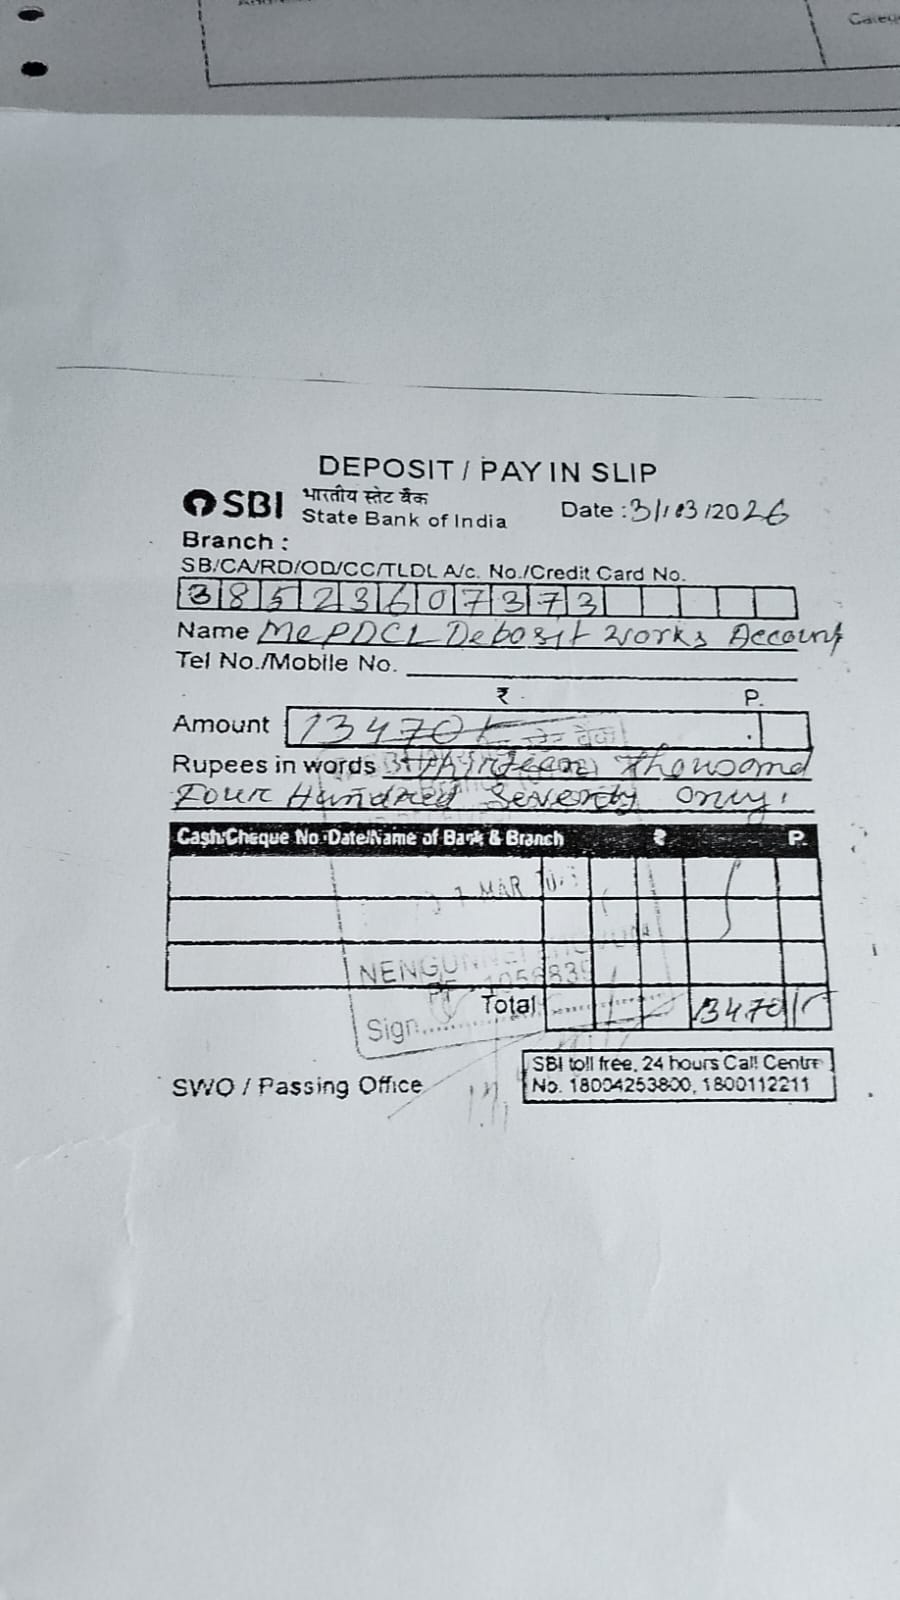 DEPOSIT / PAY IN SLIP
SBI भारतीय स्टेट बैंक
State Bank of India
Date : 31/03/2026
Branch :
SB/CA/RD/OD/CC/TLDL A/c. No./Credit Card No.
38523607373
Name MePDCL Deposit Works Account
Tel No./Mobile No.
₹ P.
Amount 13470/-
Rupees in words Thirteen Thousand
Four Hundred Seventy Only.
Cash/Cheque No. Date/Name of Bank & Branch ₹ P.
MAR
NENGUNNEI
1058839
Total 13470/-
Sign
SWO / Passing Office
SBI toll free, 24 hours Call Centre
No. 18004253800, 1800112211